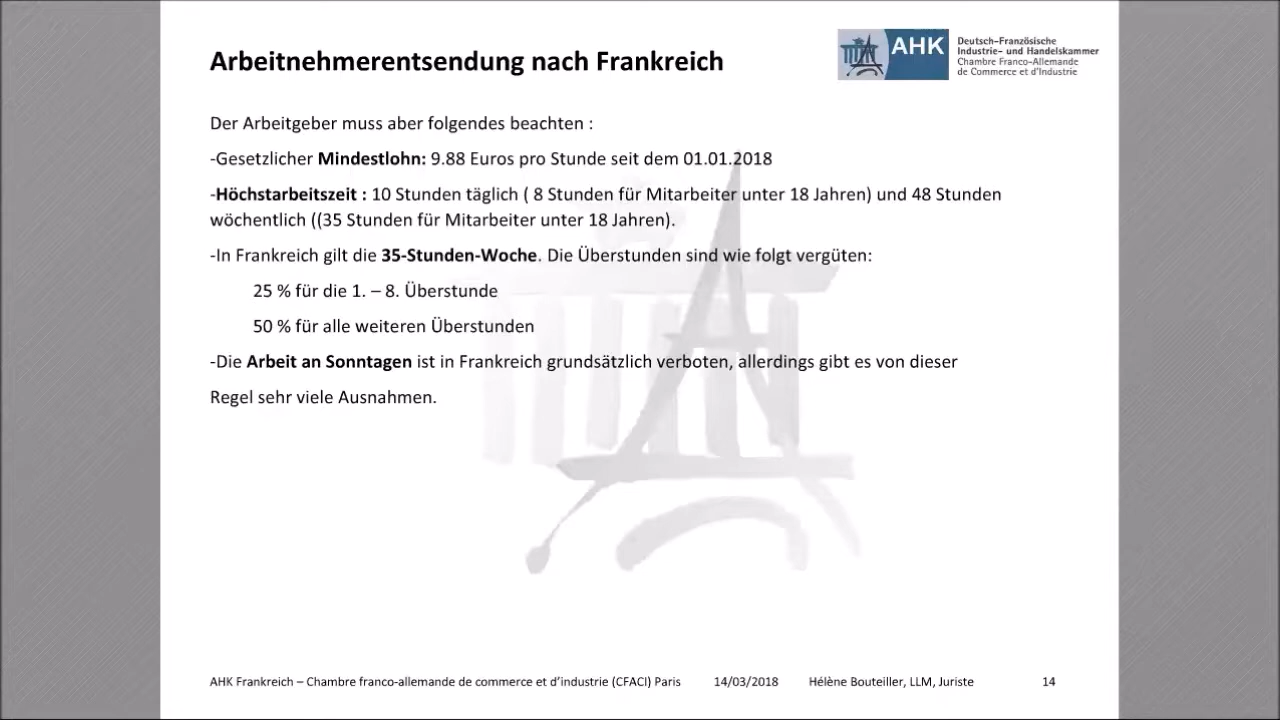 Arbeitnehmerentsendung nach Frankreich
AHK
Deutsch-Französische
Industrie- und Handelskammer
Chambre Franco-Allemande
de Commerce et d'Industrie
Der Arbeitgeber muss aber folgendes beachten :
-Gesetzlicher Mindestlohn: 9.88 Euros pro Stunde seit dem 01.01.2018
-Höchstarbeitszeit : 10 Stunden täglich ( 8 Stunden für Mitarbeiter unter 18 Jahren) und 48 Stunden
wöchentlich ((35 Stunden für Mitarbeiter unter 18 Jahren).
-In Frankreich gilt die 35-Stunden-Woche. Die Überstunden sind wie folgt vergüten:
25 % für die 1. – 8. Überstunde
50 % für alle weiteren Überstunden
-Die Arbeit an Sonntagen ist in Frankreich grundsätzlich verboten, allerdings gibt es von dieser
Regel sehr viele Ausnahmen.
AHK Frankreich – Chambre franco-allemande de commerce et d'industrie (CFACI) Paris 14/03/2018 Hélène Bouteiller, LLM, Juriste 14